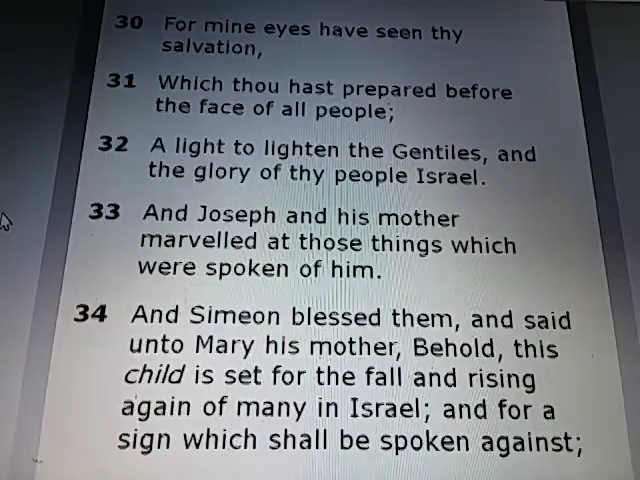 30 For mine eyes have seen thy
salvation,
31 Which thou hast prepared before
the face of all people;
32 A light to lighten the Gentiles, and
the glory of thy people Israel.
33 And Joseph and his mother
marvelled at those things which
were spoken of him.
34 And Simeon blessed them, and said
unto Mary his mother, Behold, this
child is set for the fall and rising
again of many in Israel; and for a
sign which shall be spoken against;